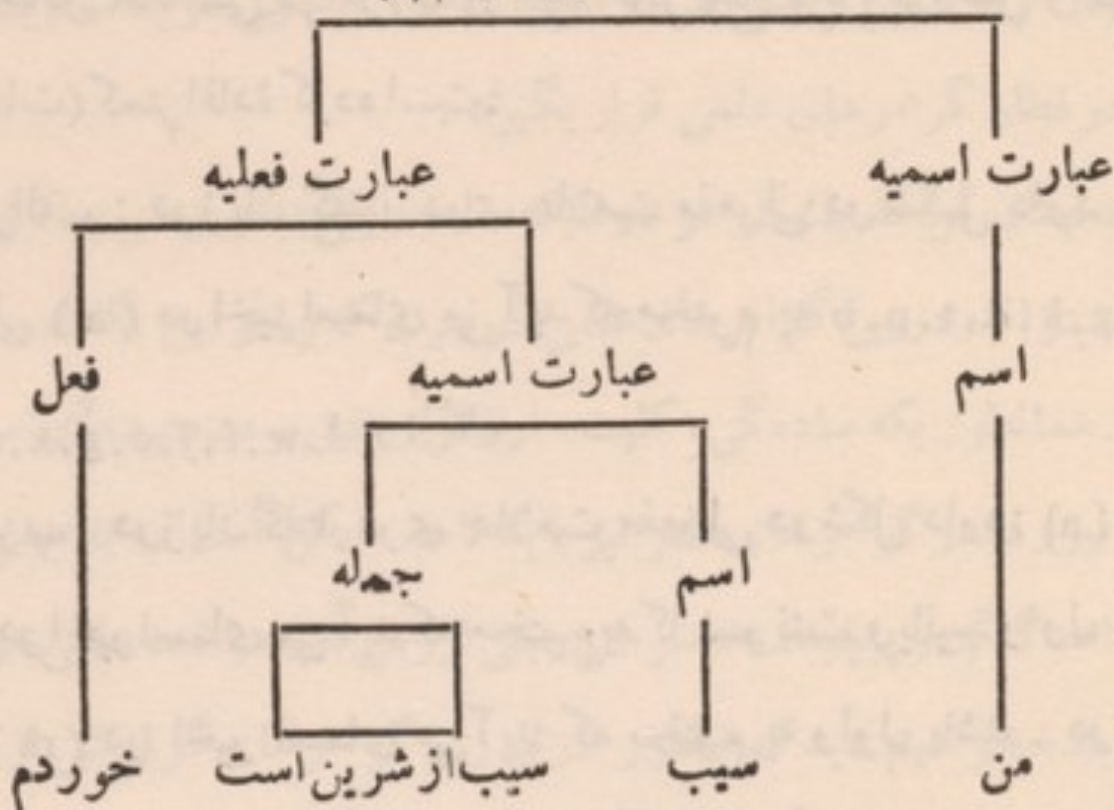 عبارت اسمیه عبارت فعلیه
اسم عبارت اسمیه فعل
اسم جمله
من سیب سیب از شرین است خوردم